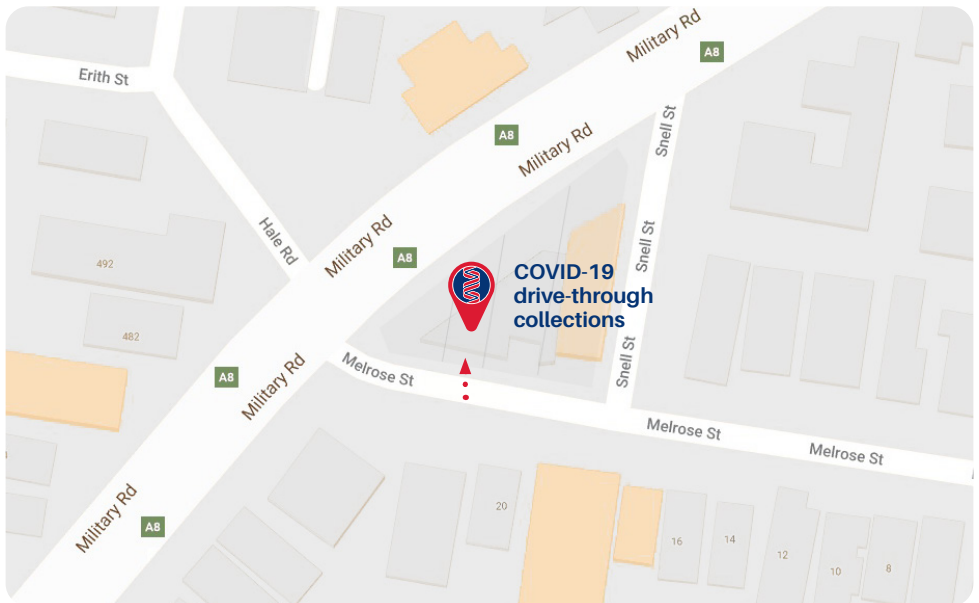 Military Rd
A8
Erith St
A8
Military Rd
Snell St
Hale Rd
Military Rd
A8
Snell St
492
COVID-19
drive-through
collections
482
Snell St
Melrose St
A8
Military Rd
Melrose St
Melrose St
Military Rd
A8
20
16
14
12
10
8